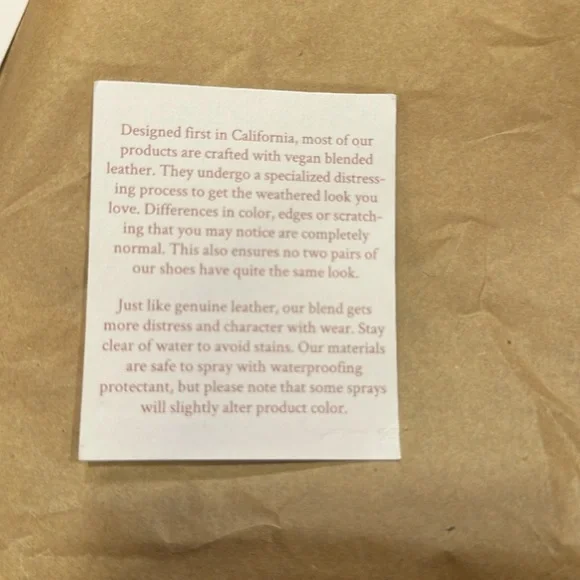 Designed first in California, most of our
products are crafted with vegan blended
leather. They undergo a specialized distress-
ing process to get the weathered look you
love. Differences in color, edges or scratch-
ing that you may notice are completely
normal. This also ensures no two pairs of
our shoes have quite the same look.
Just like genuine leather, our blend gets
more distress and character with wear. Stay
clear of water to avoid stains. Our materials
are safe to spray with waterproofing
protectant, but please note that some sprays
will slightly alter product color.